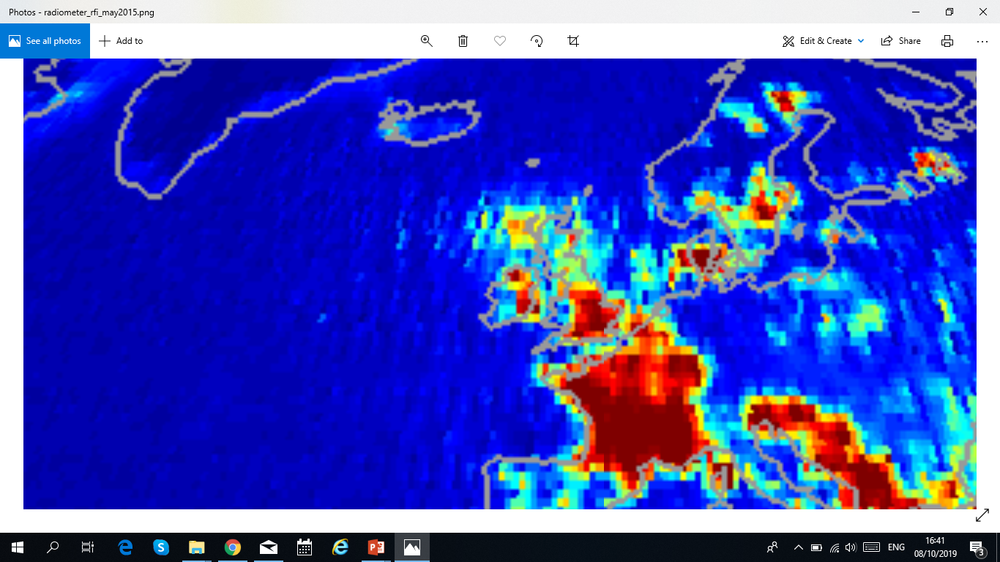 Photos - radiometer_rfi_may2015.png
See all photos
Add to
Edit & Create
Share
ENG
16:41
08/10/2019
3